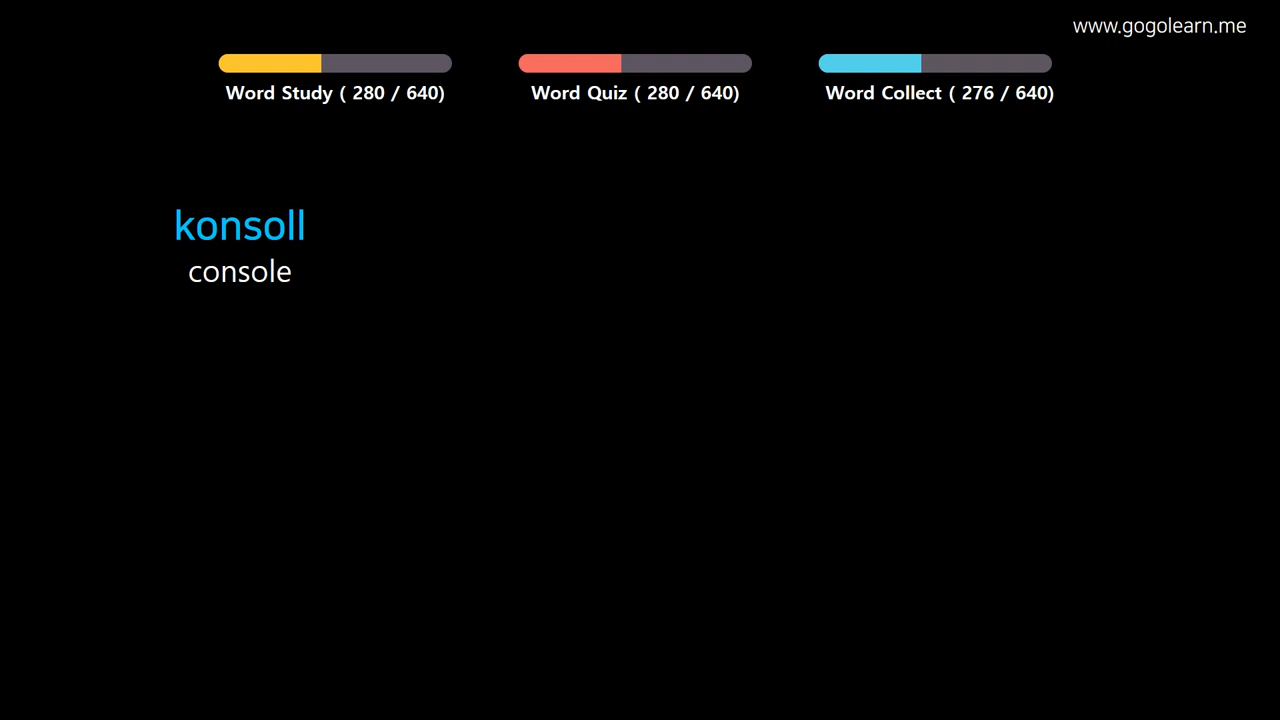 www.gogolearn.me
Word Study ( 280 / 640)
Word Quiz ( 280 / 640)
Word Collect ( 276 / 640)
konsoll
console